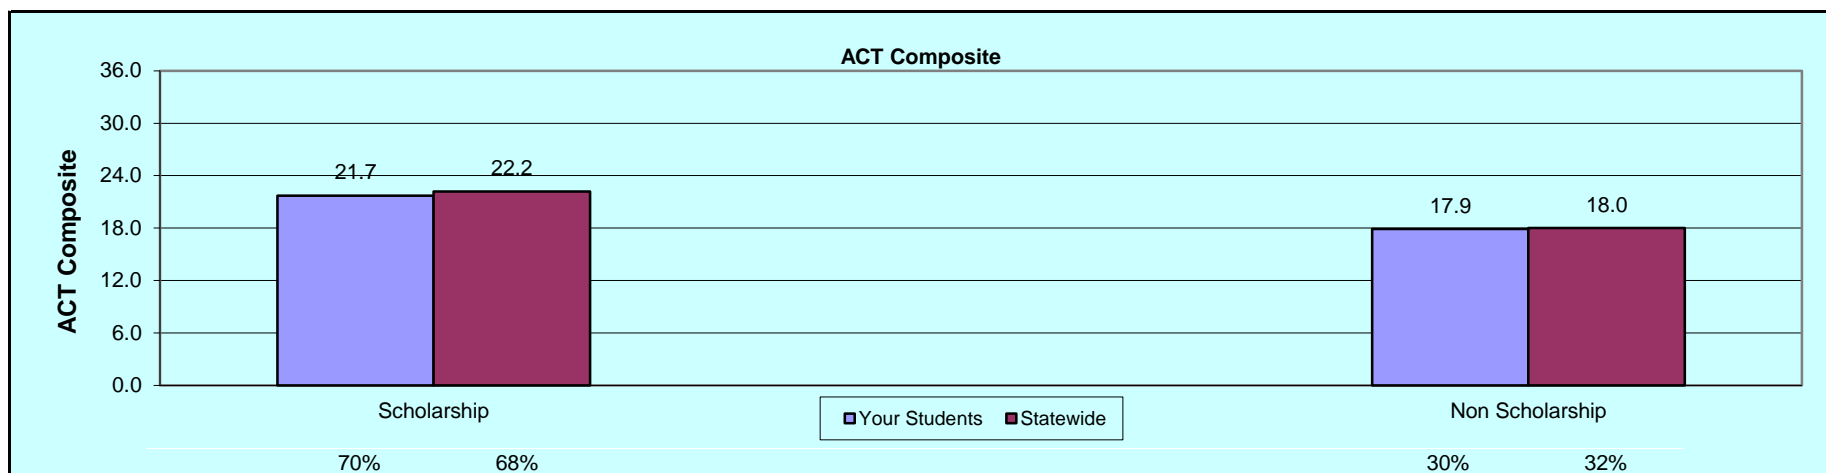 ACT Composite
36.0
30.0
24.0
18.0
12.0
6.0
0.0
ACT Composite
21.7 22.2 17.9 18.0
Scholarship Non Scholarship
Your Students Statewide
70% 68% 30% 32%